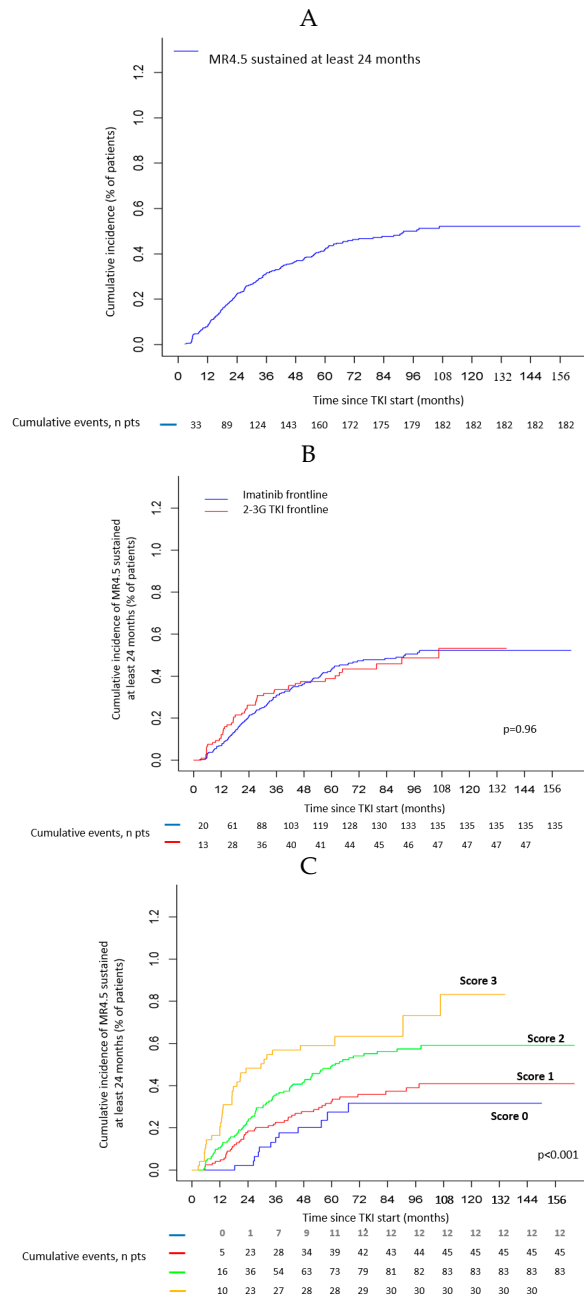 A
MR4.5 sustained at least 24 months
Cumulative incidence (% of patients)
1.2
1.0
0.8
0.6
0.4
0.2
0.0
0 12 24 36 48 60 72 84 96 108 120 132 144 156
Time since TKI start (months)
Cumulative events, n pts 33 89 124 143 160 172 175 179 182 182 182 182 182
B
Imatinib frontline
2-3G TKI frontline
Cumulative incidence of MR4.5 sustained
at least 24 months (% of patients)
1.2
1.0
0.8
0.6
0.4
0.2
0.0
p=0.96
0 12 24 36 48 60 72 84 96 108 120 132 144 156
Time since TKI start (months)
Cumulative events, n pts
20 61 88 103 119 128 130 133 135 135 135 135 135
13 28 36 40 41 44 45 46 47 47 47 47
C
Cumulative incidence of MR4.5 sustained
at least 24 months (% of patients)
1.2
1.0
0.8
0.6
0.4
0.2
0.0
Score 3
Score 2
Score 1
Score 0
p<0.001
0 12 24 36 48 60 72 84 96 108 120 132 144 156
Time since TKI start (months)
Cumulative events, n pts
0 1 7 9 11 12 12 12 12 12 12 12 12
5 23 28 34 39 42 43 44 45 45 45 45 45
16 36 54 63 73 79 81 82 83 83 83 83 83
10 23 27 28 28 29 30 30 30 30 30 30